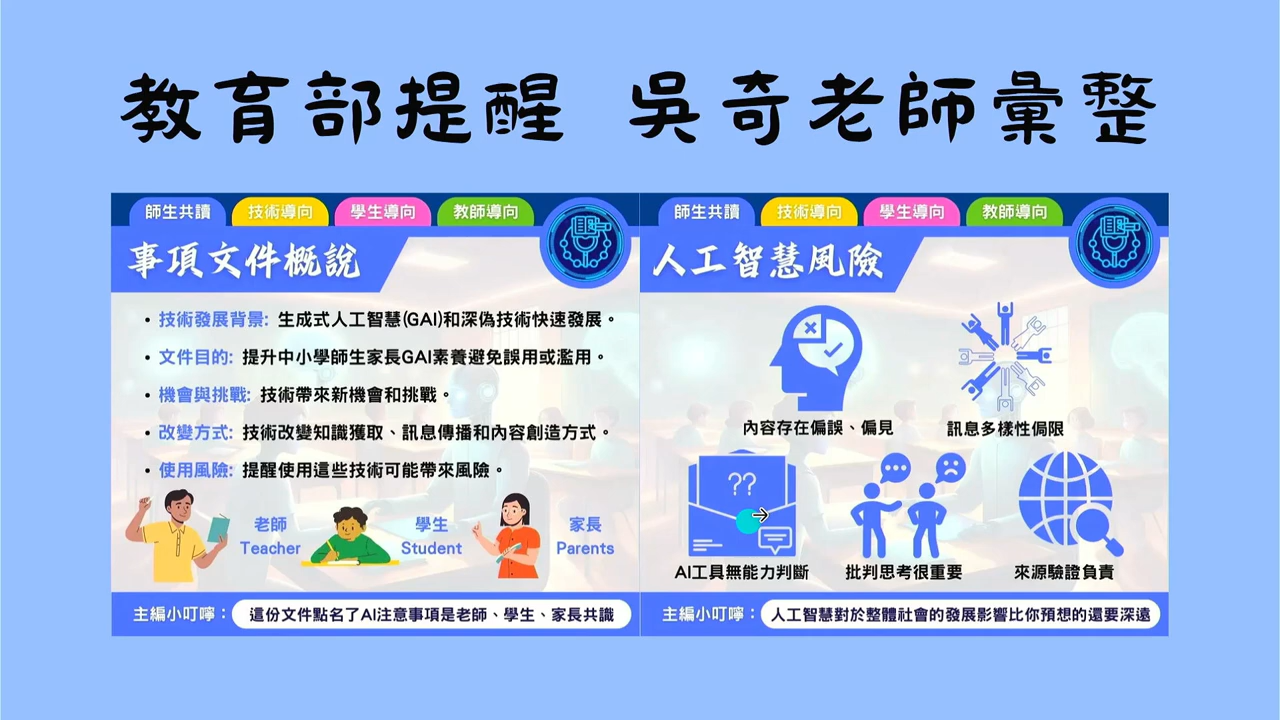 教育部提醒 吳奇老師彙整
師生共讀 技術導向 學生導向 教師導向
事項文件概說
• 技術發展背景: 生成式人工智慧(GAI)和深偽技術快速發展。
• 文件目的: 提升中小學師生家長GAI素養避免誤用或濫用。
• 機會與挑戰: 技術帶來新機會和挑戰。
• 改變方式: 技術改變知識獲取、訊息傳播和內容創造方式。
• 使用風險: 提醒使用這些技術可能帶來風險。
老師
Teacher
學生
Student
家長
Parents
主編小叮嚀： 這份文件點名了AI注意事項是老師、學生、家長共識
師生共讀 技術導向 學生導向 教師導向
人工智慧風險
內容存在偏誤、偏見
訊息多樣性侷限
??
AI工具無能力判斷
批判思考很重要
來源驗證負責
主編小叮嚀： 人工智慧對於整體社會的發展影響比你預想的還要深遠